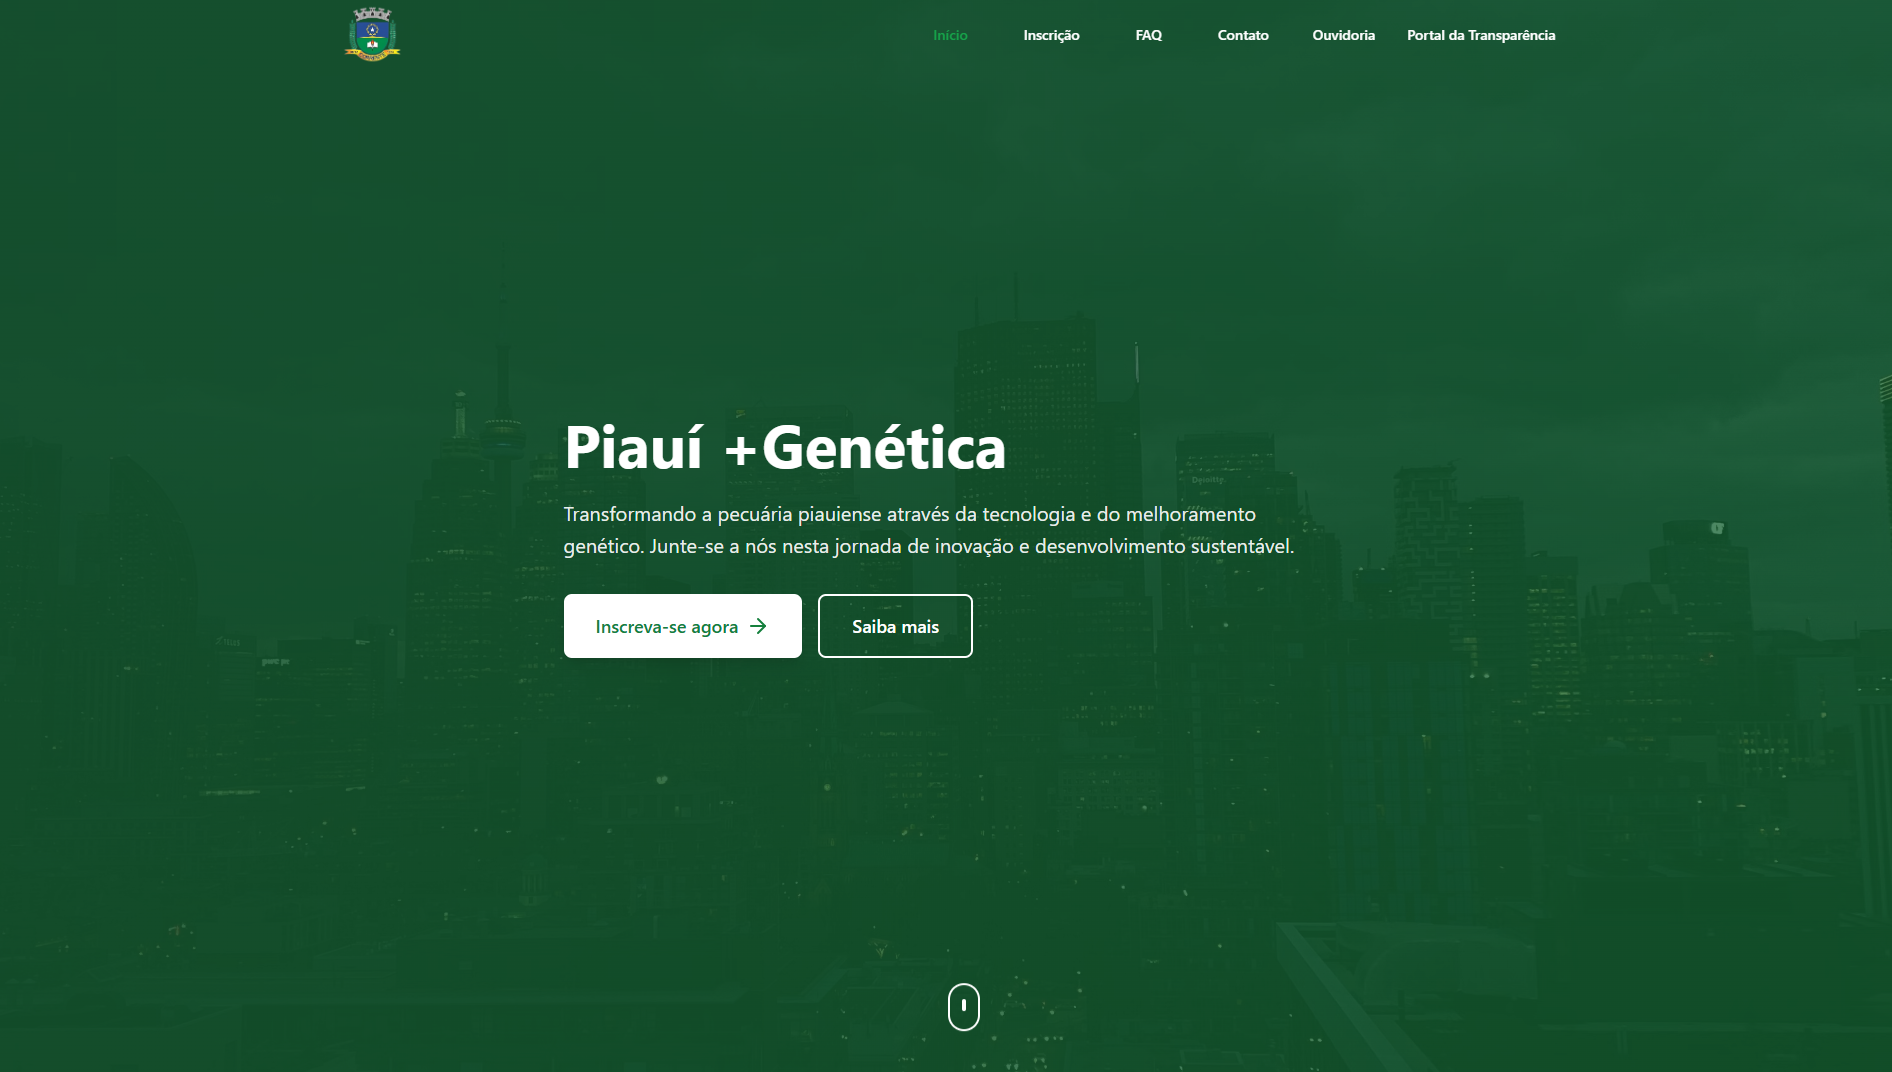 Início
Inscrição
FAQ
Contato
Ouvidoria
Portal da Transparência
Deloitte.
Piauí +Genética
Transformando a pecuária piauiense através da tecnologia e do melhoramento
genético. Junte-se a nós nesta jornada de inovação e desenvolvimento sustentável.
Inscreva-se agora
Saiba mais